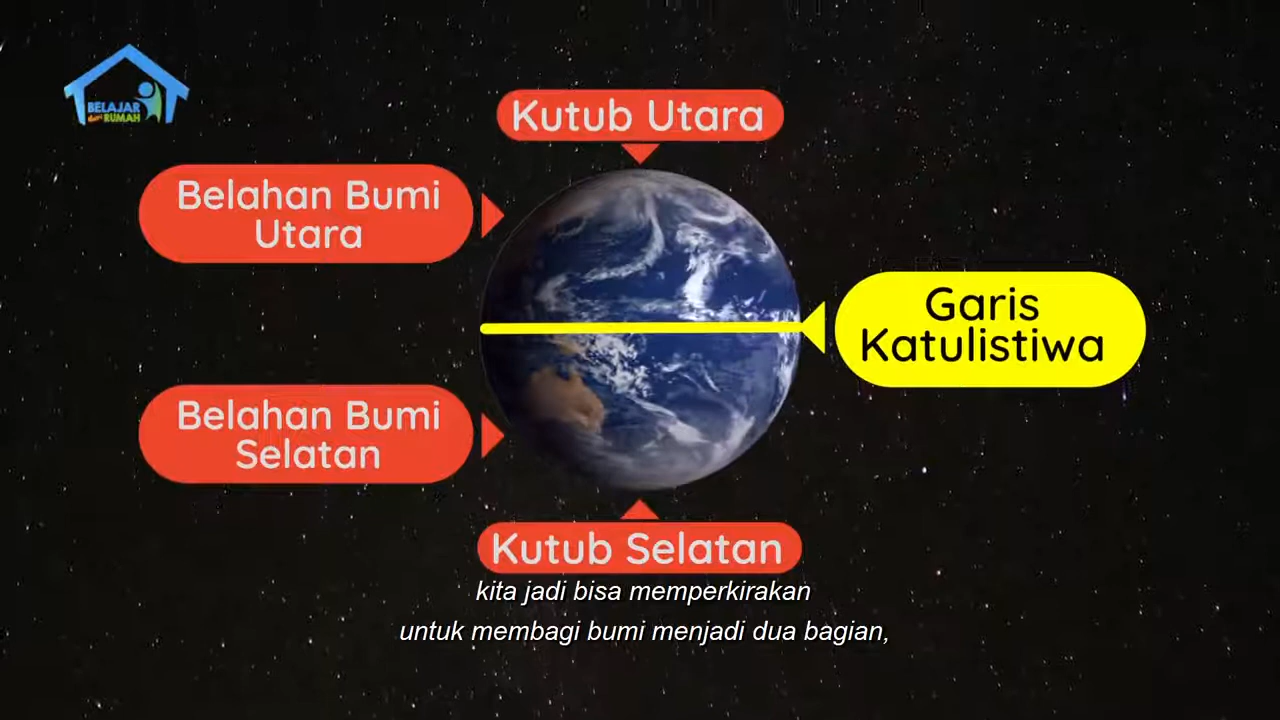 BELAJAR
dari RUMAH
Kutub Utara
Belahan Bumi
Utara
Garis
Katulistiwa
Belahan Bumi
Selatan
Kutub Selatan
kita jadi bisa memperkirakan
untuk membagi bumi menjadi dua bagian,